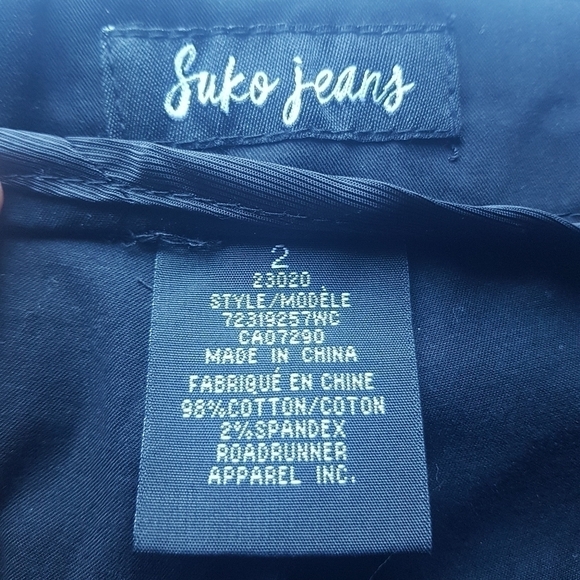 Suko jeans
2
23020
STYLE/MODÈLE
72319257WC
CA07290
MADE IN CHINA
FABRIQUÉ EN CHINE
98%COTTON/COTON
2%SPANDEX
ROADRUNNER
APPAREL INC.